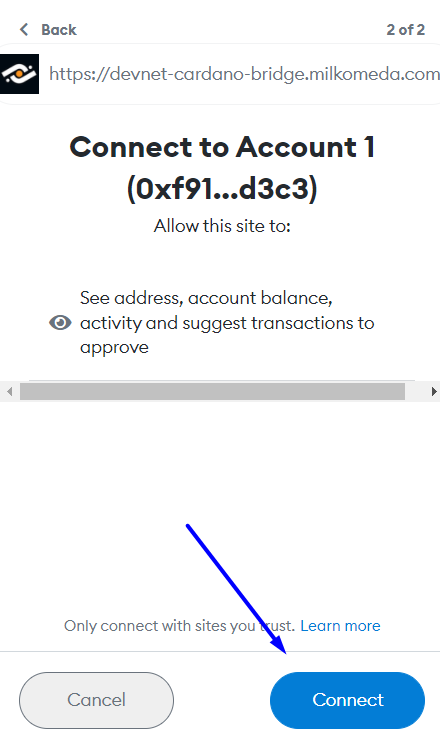 Back
2 of 2
https://devnet-cardano-bridge.milkomeda.com
Connect to Account 1
(0xf91...d3c3)
Allow this site to:
See address, account balance,
activity and suggest transactions to
approve
Only connect with sites you trust. Learn more
Cancel
Connect